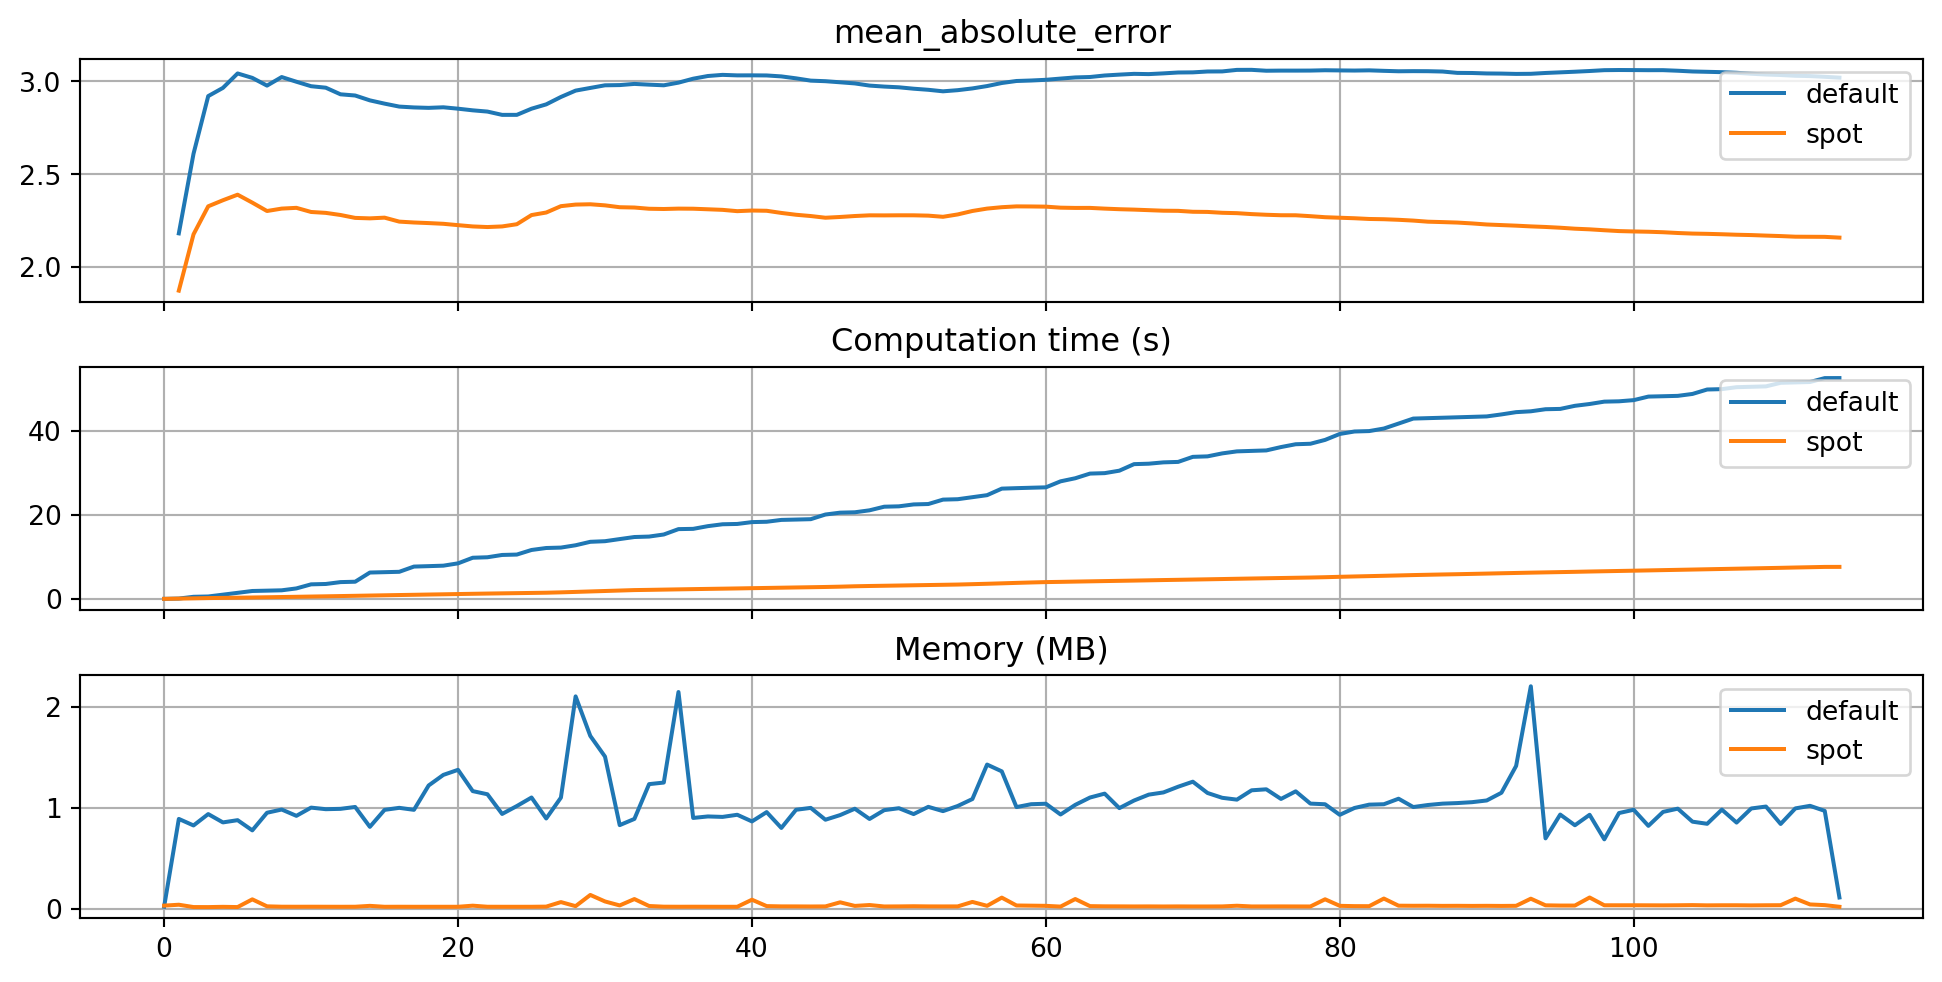 mean_absolute_error
3.0
2.5
2.0
default
spot
Computation time (s)
40
20
0
default
spot
Memory (MB)
2
1
0
default
spot
0 20 40 60 80 100